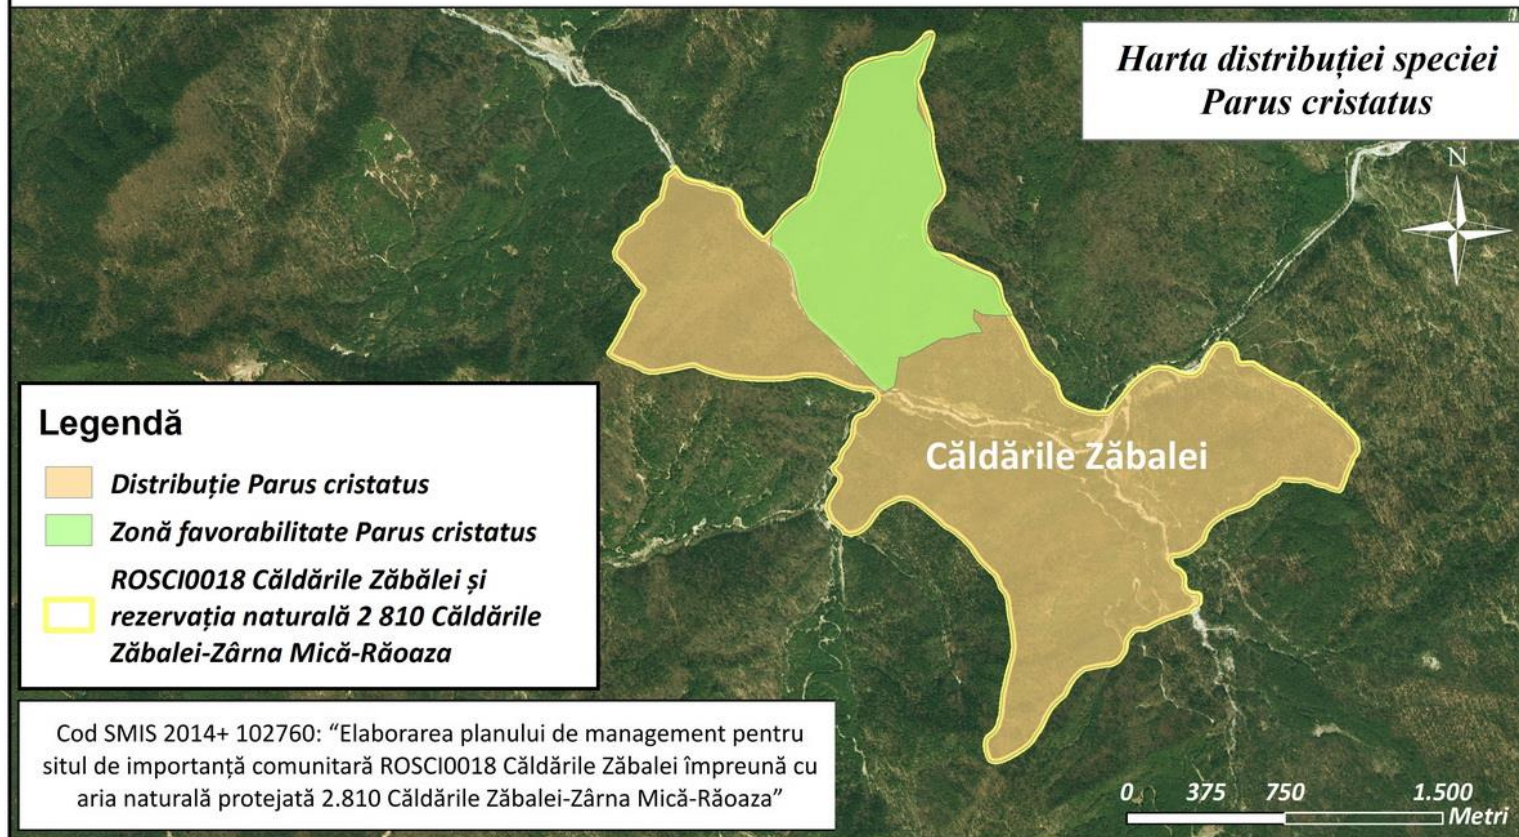 Harta distribuției speciei
Parus cristatus
N
Căldările Zăbalei
Legendă
Distribuție Parus cristatus
Zonă favorabilitate Parus cristatus
ROSCI0018 Căldările Zăbălei și
rezervația naturală 2 810 Căldările
Zăbalei-Zârna Mică-Răoaza
Cod SMIS 2014+ 102760: “Elaborarea planului de management pentru
situl de importanță comunitară ROSCI0018 Căldările Zăbalei împreună cu
aria naturală protejată 2.810 Căldările Zăbalei-Zârna Mică-Răoaza”
0 375 750 1.500
Metri